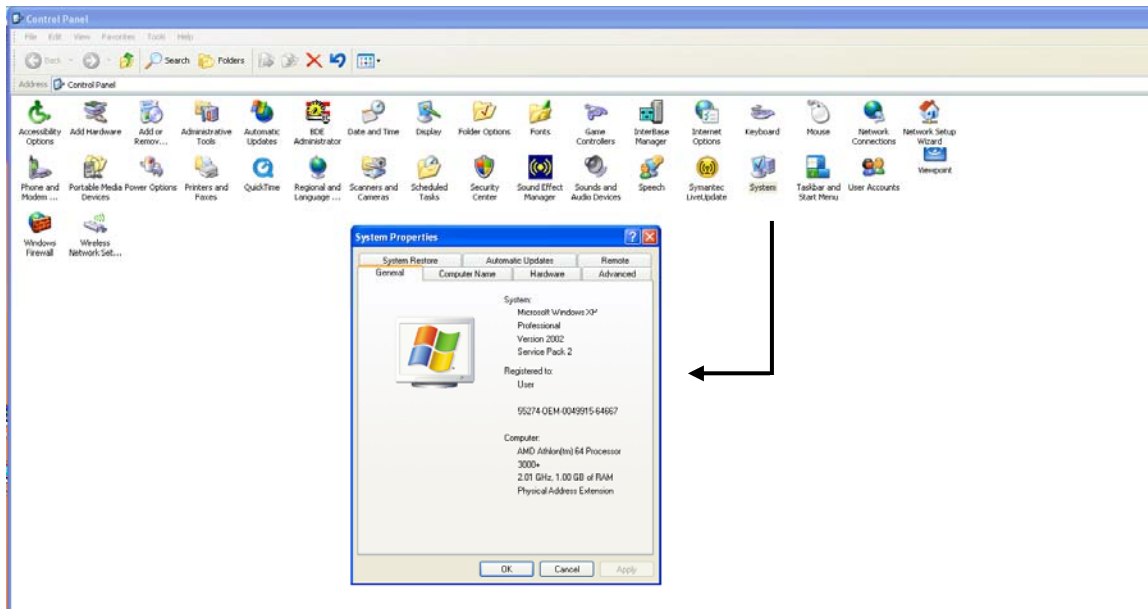 Control Panel
File Edit View Favorites Tools Help
Back Search Folders
Address Control Panel
Accessibility Options
Add Hardware
Add or Remov...
Administrative Tools
Automatic Updates
BDE Administrator
Date and Time
Display
Folder Options
Fonts
Game Controllers
InterBase Manager
Internet Options
Keyboard
Mouse
Network Connections
Network Setup Wizard
Phone and Modem ...
Portable Media Devices
Power Options
Printers and Faxes
QuickTime
Regional and Language ...
Scanners and Cameras
Scheduled Tasks
Security Center
Sound Effect Manager
Sounds and Audio Devices
Speech
Symantec LiveUpdate
System
Taskbar and Start Menu
User Accounts
Viewpoint
Windows Firewall
Wireless Network Set...
System Properties
System Restore Automatic Updates Remote
General Computer Name Hardware Advanced
System:
Microsoft Windows XP
Professional
Version 2002
Service Pack 2
Registered to:
User
55274-OEM-0049915-64667
Computer:
AMD Athlon(tm) 64 Processor
3000+
2.01 GHz, 1.00 GB of RAM
Physical Address Extension
OK Cancel Apply